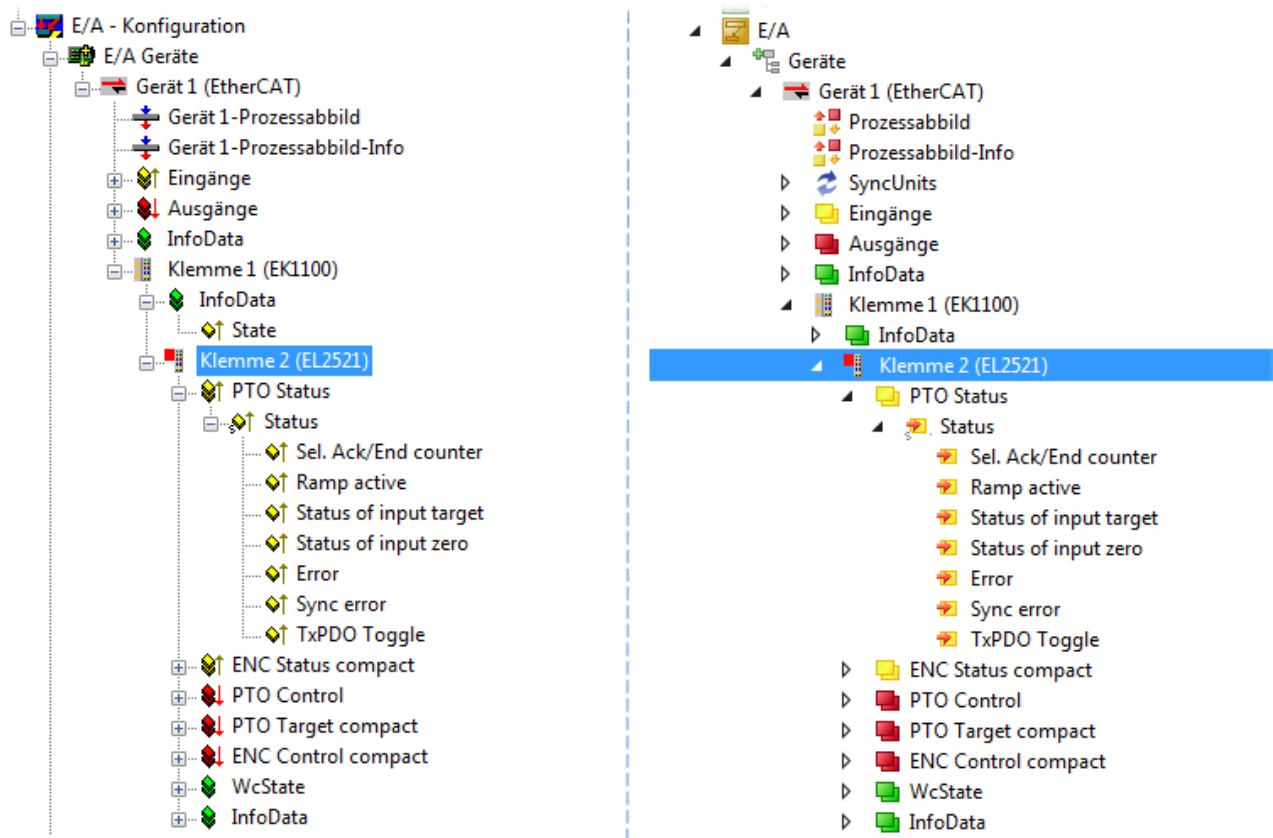 E/A - Konfiguration
E/A Geräte
Gerät 1 (EtherCAT)
Gerät 1-Prozessabbild
Gerät 1-Prozessabbild-Info
Eingänge
Ausgänge
InfoData
Klemme 1 (EK1100)
InfoData
State
Klemme 2 (EL2521)
PTO Status
Status
Sel. Ack/End counter
Ramp active
Status of input target
Status of input zero
Error
Sync error
TxPDO Toggle
ENC Status compact
PTO Control
PTO Target compact
ENC Control compact
WcState
InfoData
E/A
Geräte
Gerät 1 (EtherCAT)
Prozessabbild
Prozessabbild-Info
SyncUnits
Eingänge
Ausgänge
InfoData
Klemme 1 (EK1100)
InfoData
Klemme 2 (EL2521)
PTO Status
Status
Sel. Ack/End counter
Ramp active
Status of input target
Status of input zero
Error
Sync error
TxPDO Toggle
ENC Status compact
PTO Control
PTO Target compact
ENC Control compact
WcState
InfoData